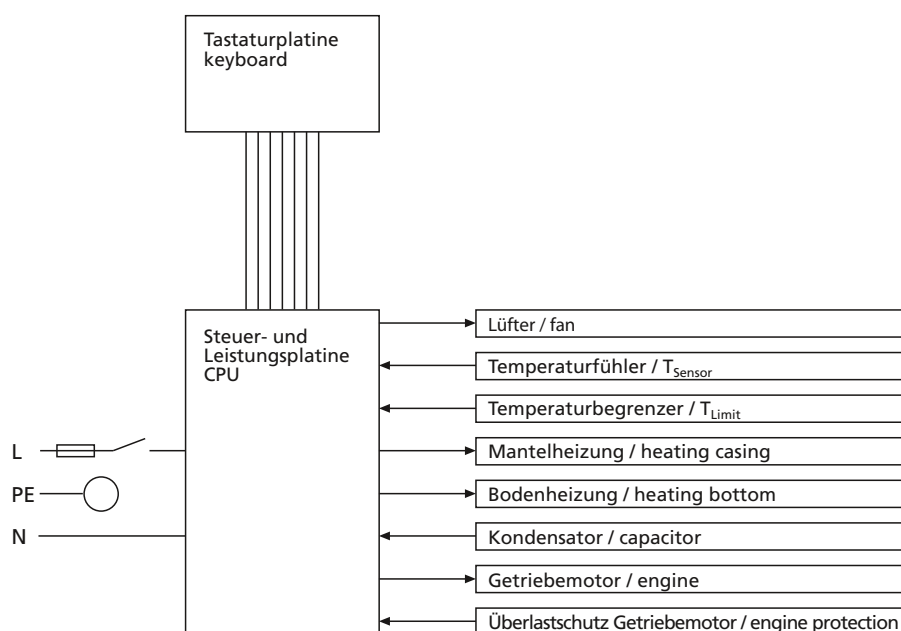 Tastaturplatine
keyboard
Steuer- und
Leistungsplatine
CPU
Lüfter / fan
Temperaturfühler / TSensor
Temperaturbegrenzer / TLimit
L
Mantelheizung / heating casing
PE
Bodenheizung / heating bottom
N
Kondensator / capacitor
Getriebemotor / engine
Überlastschutz Getriebemotor / engine protection